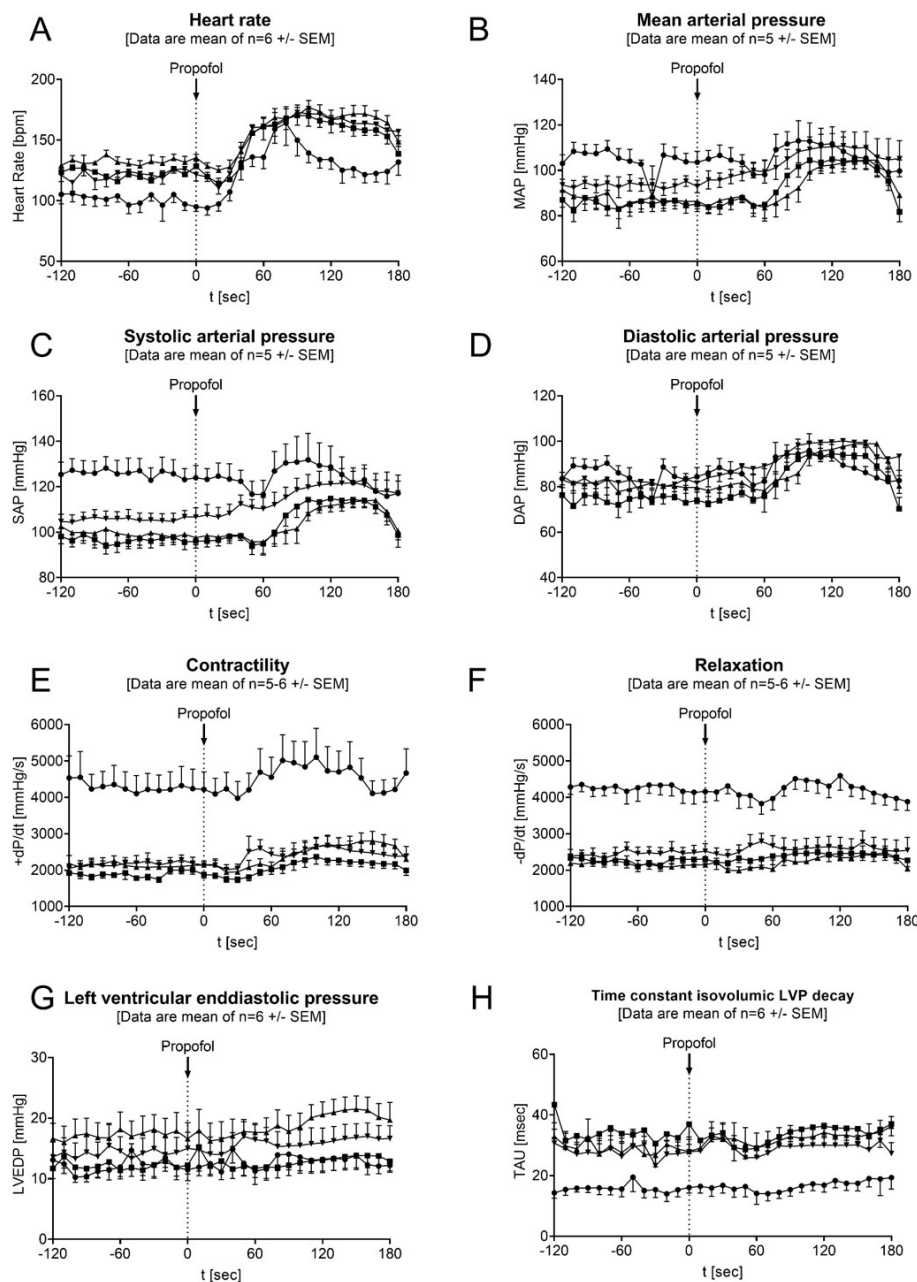 A
Heart rate
[Data are mean of n=6 +/- SEM]
Propofol
Heart Rate [bpm]
200
150
100
50
-120 -60 0 60 120 180
t [sec]
B
Mean arterial pressure
[Data are mean of n=5 +/- SEM]
Propofol
MAP [mmHg]
140
120
100
80
60
-120 -60 0 60 120 180
t [sec]
C
Systolic arterial pressure
[Data are mean of n=5 +/- SEM]
Propofol
SAP [mmHg]
160
140
120
100
80
-120 -60 0 60 120 180
t [sec]
D
Diastolic arterial pressure
[Data are mean of n=5 +/- SEM]
Propofol
DAP [mmHg]
120
100
80
60
40
-120 -60 0 60 120 180
t [sec]
E
Contractility
[Data are mean of n=5-6 +/- SEM]
Propofol
+dP/dt [mmHg/s]
6000
5000
4000
3000
2000
1000
-120 -60 0 60 120 180
t [sec]
F
Relaxation
[Data are mean of n=5-6 +/- SEM]
Propofol
-dP/dt [mmHg/s]
6000
5000
4000
3000
2000
1000
-120 -60 0 60 120 180
t [sec]
G
Left ventricular enddiastolic pressure
[Data are mean of n=6 +/- SEM]
Propofol
LVEDP [mmHg]
30
20
10
0
-120 -60 0 60 120 180
t [sec]
H
Time constant isovolumic LVP decay
[Data are mean of n=6 +/- SEM]
Propofol
TAU [msec]
60
40
20
0
-120 -60 0 60 120 180
t [sec]